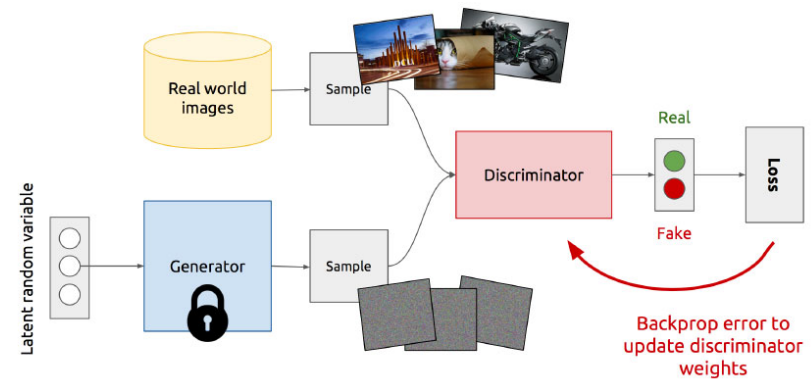 Real world
images
Sample
Real
Discriminator
Loss
Fake
Latent random variable
Generator
Sample
Backprop error to
update discriminator
weights